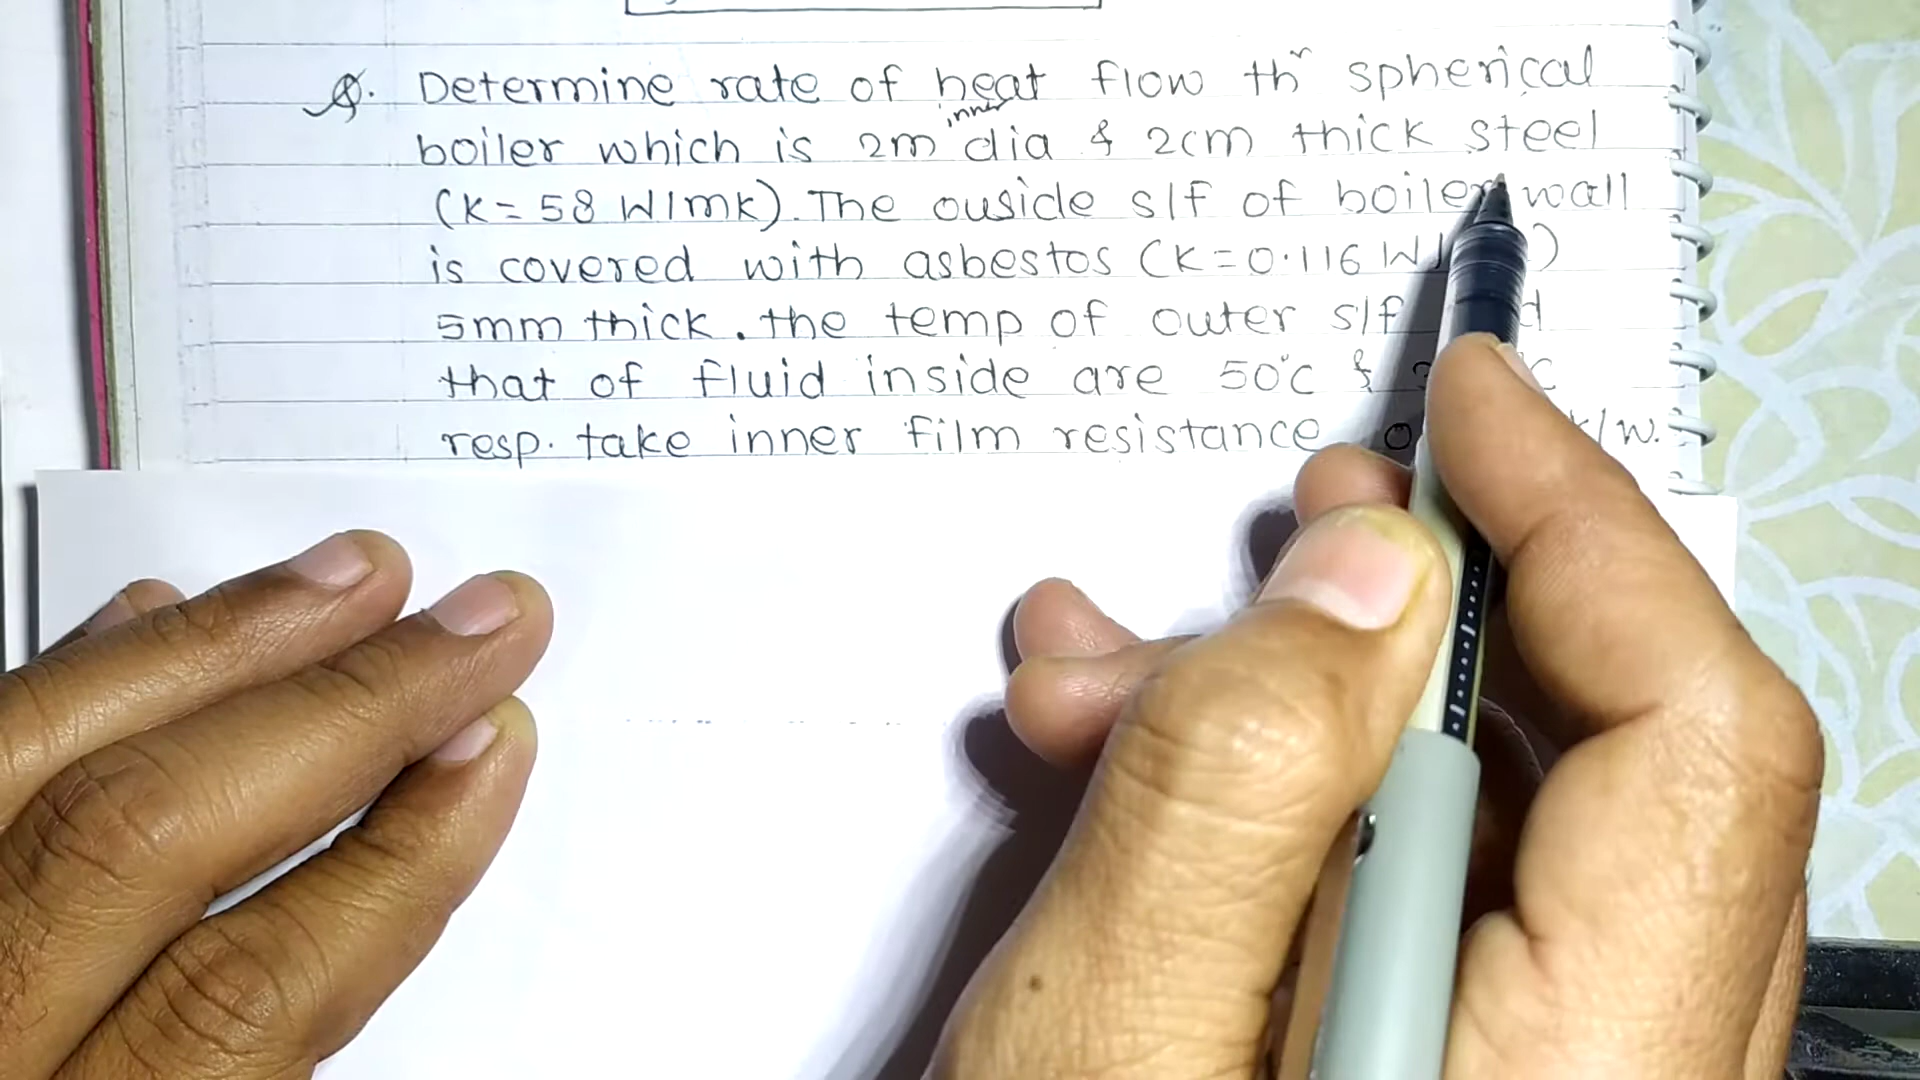 Q. Determine rate of heat flow thr spherical
boiler which is 2m inner dia & 2cm thick steel
(K=58 W/mK). The ouside s/f of boiler wall
is covered with asbestos (K=0.116 W/
5mm thick. the temp of outer s/f
that of fluid inside are 50°C &
resp. take inner film resistance K/W.